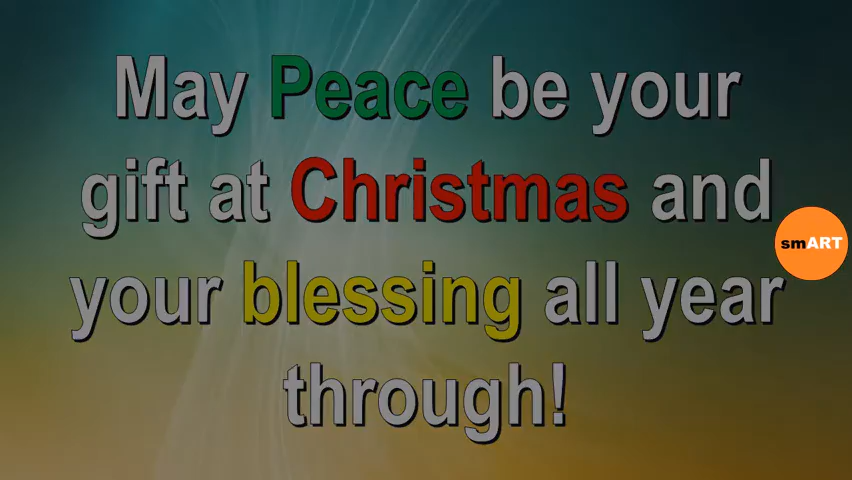 May Peace be your
gift at Christmas and
smART
your blessing all year
through!